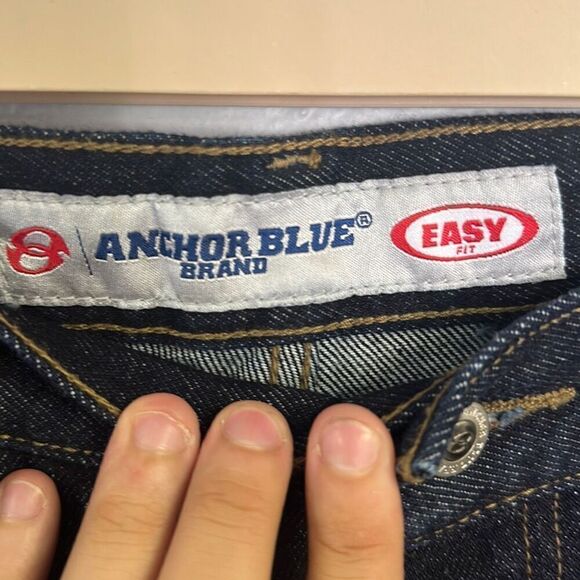 ANCHOR BLUE®
BRAND
EASY
FIT